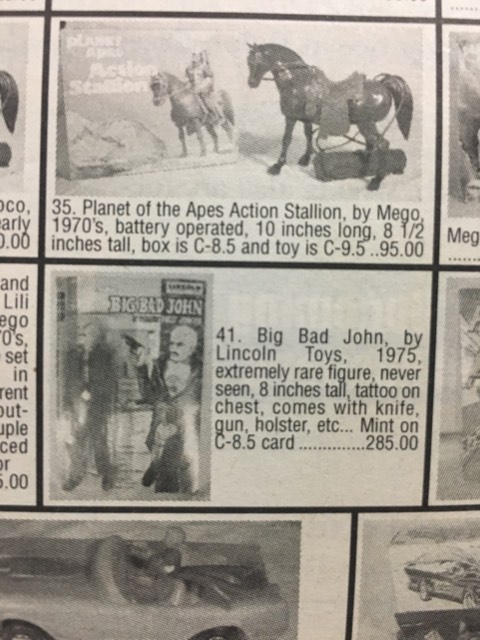 PLANET
APES
Action
Stallion
35. Planet of the Apes Action Stallion, by Mego,
1970's, battery operated, 10 inches long, 8 1/2
inches tall, box is C-8.5 and toy is C-9.5 ..95.00
oco,
early
0.00
Meg
and
Lili
ego
0's,
set
in
rent
out-
uple
ced
or
5.00
LINCOLN
BIG BAD JOHN
41. Big Bad John, by
Lincoln Toys, 1975,
extremely rare figure, never
seen, 8 inches tall, tattoo on
chest, comes with knife,
gun, holster, etc... Mint on
C-8.5 card ...............285.00